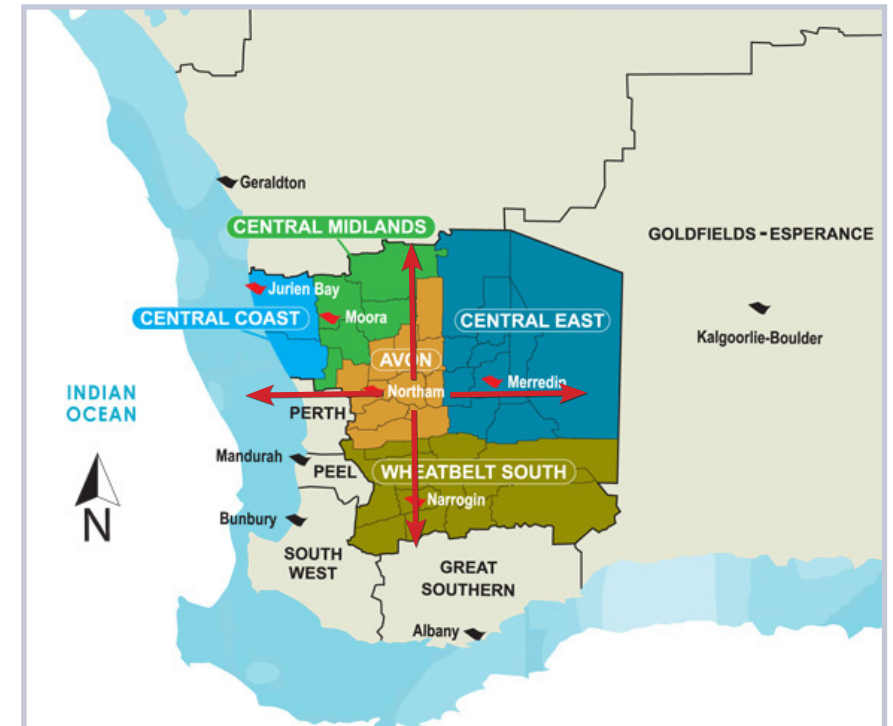 Geraldton
CENTRAL MIDLANDS
GOLDFIELDS - ESPERANCE
Jurien Bay
CENTRAL COAST
Moora
CENTRAL EAST
Kalgoorlie-Boulder
AVON
Merredin
Northam
INDIAN
OCEAN
PERTH
Mandurah
PEEL
WHEATBELT SOUTH
N
Narrogin
Bunbury
SOUTH
WEST
GREAT
SOUTHERN
Albany